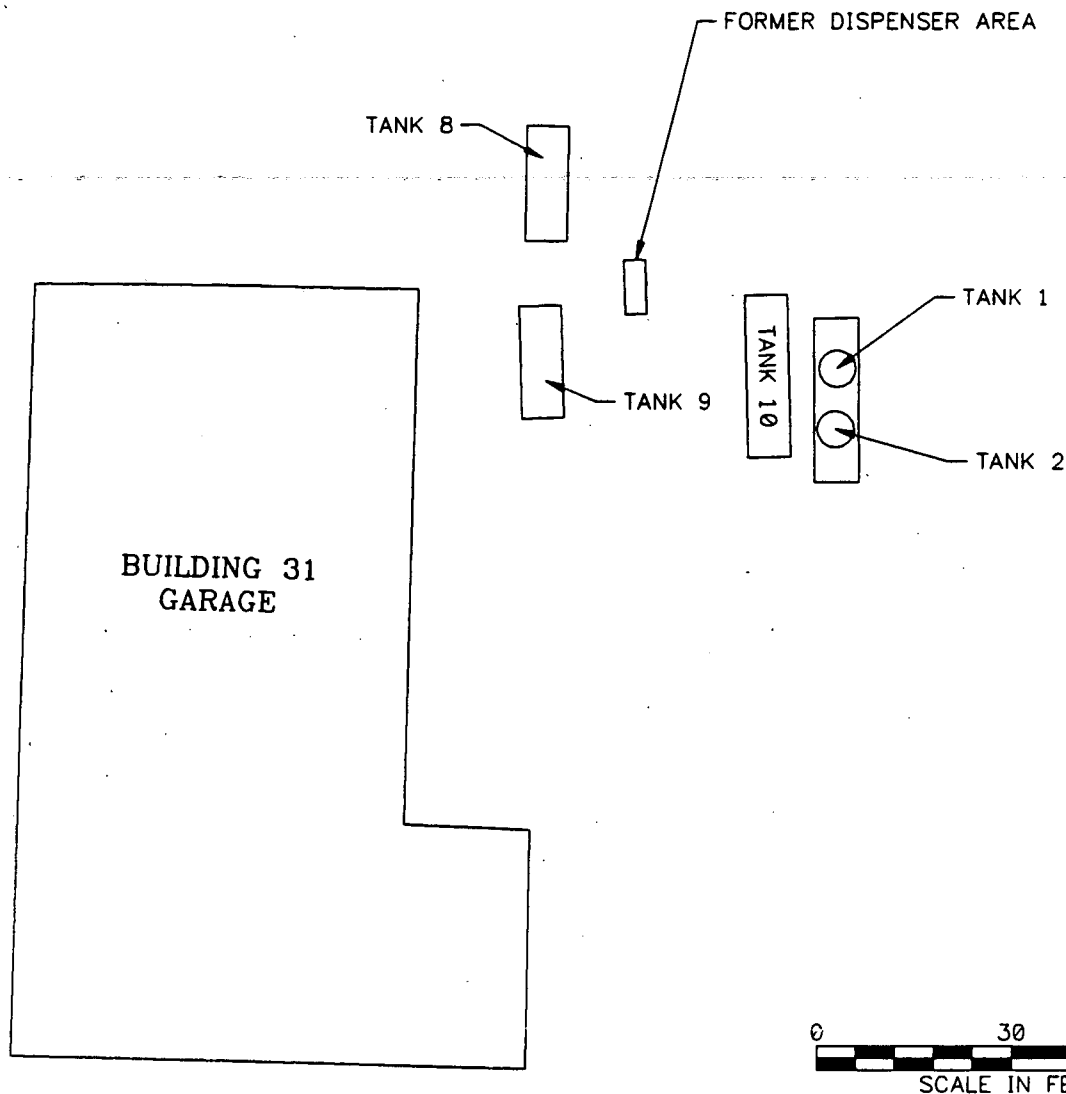 FORMER DISPENSER AREA
TANK 8
TANK 1
TANK 10
TANK 9
TANK 2
BUILDING 31
GARAGE
0 30
SCALE IN FE